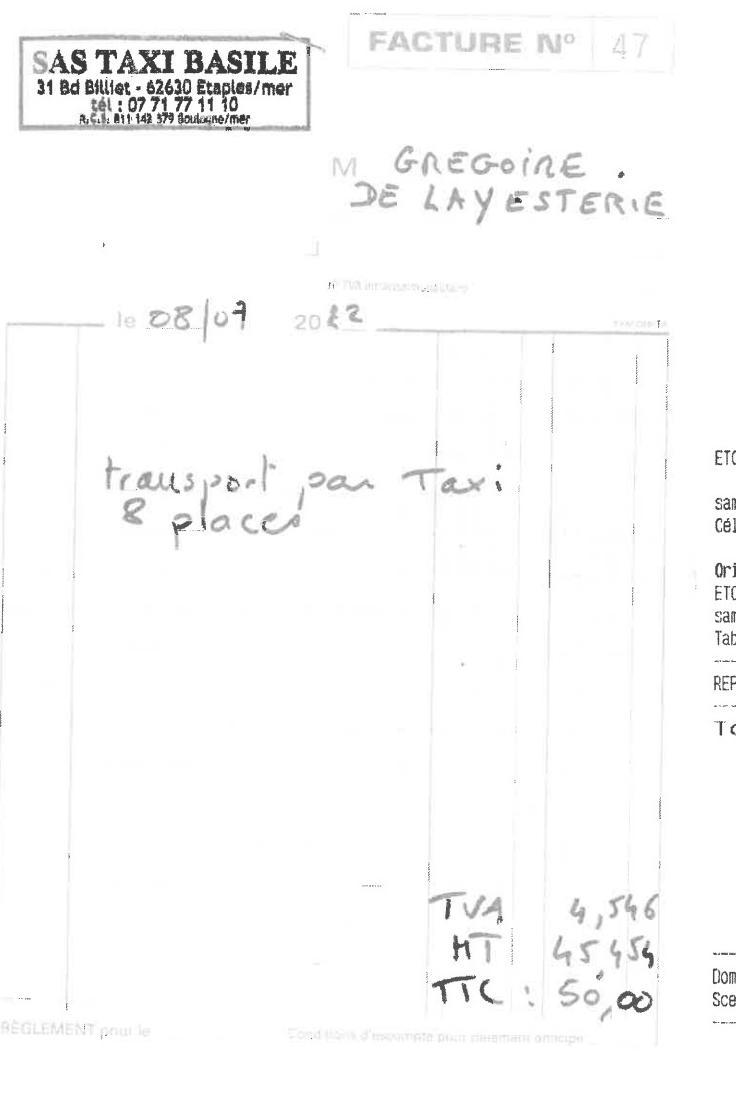 SAS TAXI BASILE
31 Bd Billiet - 62630 Etaples/mer
tél : 07 71 77 11 10
R.C.S. 811 142 579 Boulogne/mer
FACTURE Nº 47
M GREGOIRE .
DE LAYESTERIE
n° TVA intracommunautaire
le 08/07 2022
transport par Taxi
8 places
TVA 4,546
HT 45,454
TTC : 50,00
RÈGLEMENT pour le
Conditions d'escompte pour paiement anticipé
ETO
sam
Cél
Ori
ETO
sam
Tab
REP
To
Dom
Sce